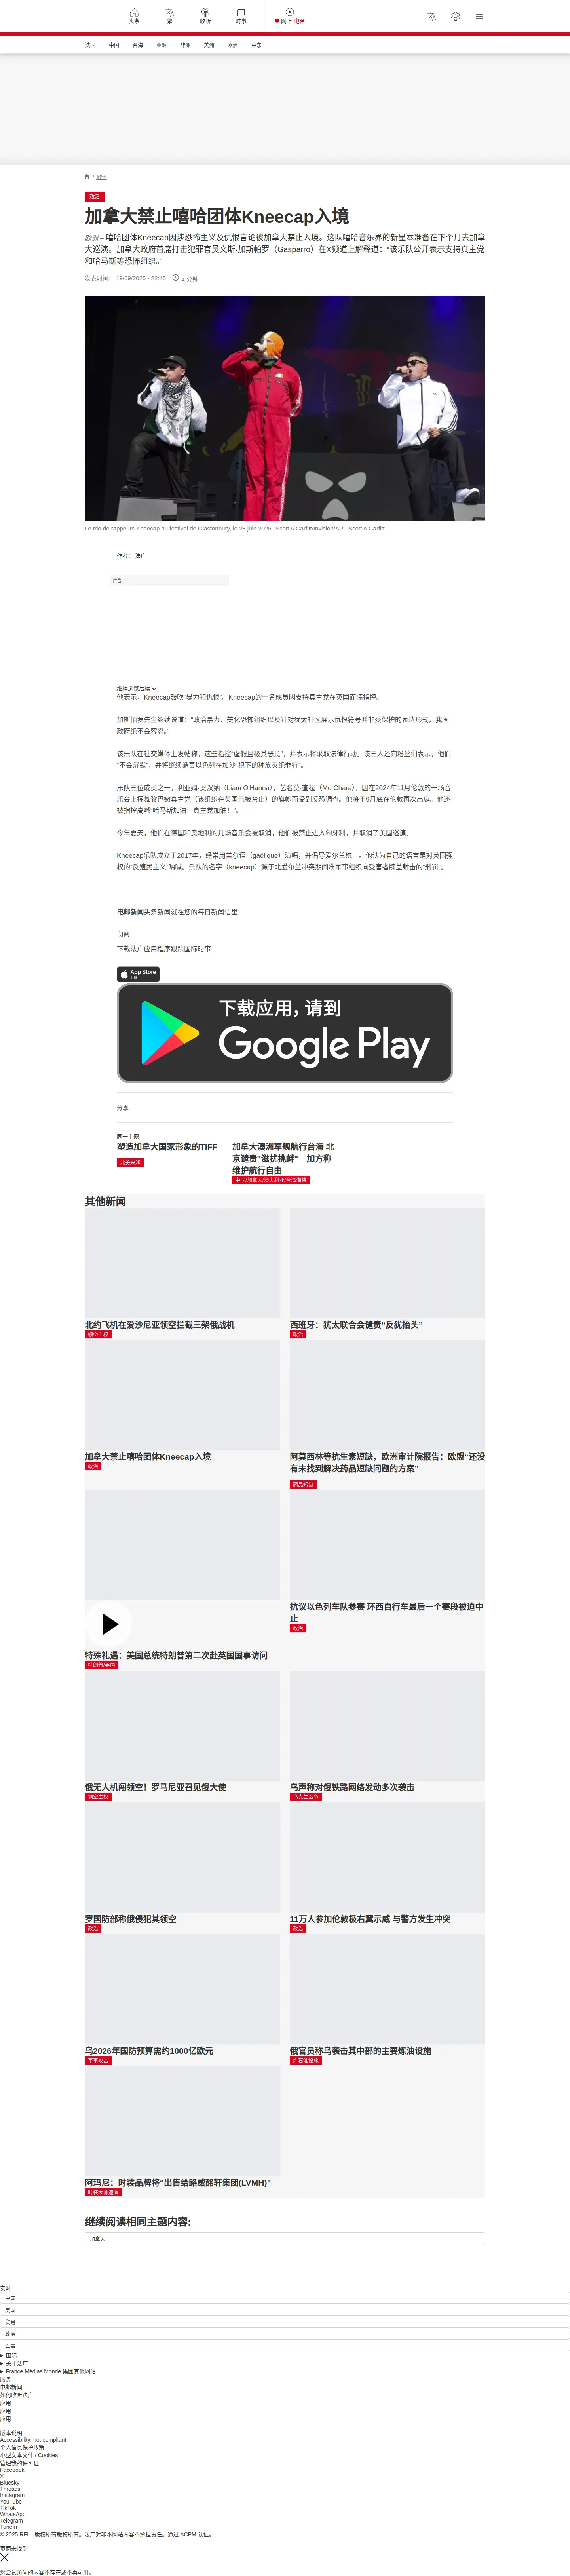 头条
繁
收听
时事
网上 电台
法国
中国
台海
亚洲
非洲
美洲
欧洲
中东
/ 欧洲
政治
加拿大禁止嘻哈团体Kneecap入境
欧洲 – 嘻哈团体Kneecap因涉恐怖主义及仇恨言论被加拿大禁止入境。这队嘻哈音乐界的新星本准备在下个月去加拿
大巡演。加拿大政府首席打击犯罪官员文斯·加斯帕罗（Gasparro）在X频道上解释道：“该乐队公开表示支持真主党
和哈马斯等恐怖组织。”
发表时间： 19/09/2025 - 22:45
4 分钟
Le trio de rappeurs Kneecap au festival de Glastonbury, le 28 juin 2025. Scott A Garfitt/Invision/AP - Scott A Garfitt
作者： 法广
广告
继续浏览后续
他表示，Kneecap鼓吹“暴力和仇恨”。Kneecap的一名成员因支持真主党在英国面临指控。
加斯帕罗先生继续说道：“政治暴力、美化恐怖组织以及针对犹太社区展示仇恨符号并非受保护的表达形式，我国
政府绝不会容忍。”
该乐队在社交媒体上发帖称，这些指控“虚假且极其恶意”，并表示将采取法律行动。该三人还向粉丝们表示，他们
“不会沉默”，并将继续谴责以色列在加沙“犯下的种族灭绝罪行”。
乐队三位成员之一，利亚姆·奥汉纳（Liam O'Hanna），艺名莫·查拉（Mo Chara），因在2024年11月伦敦的一场音
乐会上挥舞黎巴嫩真主党（该组织在英国已被禁止）的旗帜而受到反恐调查。他将于9月底在伦敦再次出庭。他还
被指控高喊“哈马斯加油！真主党加油！”。
今年夏天，他们在德国和奥地利的几场音乐会被取消，他们被禁止进入匈牙利，并取消了美国巡演。
Kneecap乐队成立于2017年，经常用盖尔语（gaélique）演唱，并倡导爱尔兰统一。他认为自己的语言是对英国强
权的“反殖民主义”呐喊。乐队的名字（kneecap）源于北爱尔兰冲突期间准军事组织向受害者膝盖射击的“刑罚”。
电邮新闻头条新闻就在您的每日新闻信里
订阅
下载法广应用程序跟踪国际时事
App Store
下载
下载应用，请到
Google Play
分享 :
同一主题
塑造加拿大国家形象的TIFF
北美来鸿
加拿大澳洲军舰航行台海 北
京谴责“滋扰挑衅” 加方称
维护航行自由
中国/加拿大/澳大利亚/台湾海峡
其他新闻
北约飞机在爱沙尼亚领空拦截三架俄战机
领空主权
西班牙：犹太联合会谴责“反犹抬头”
政治
加拿大禁止嘻哈团体Kneecap入境
政治
阿莫西林等抗生素短缺，欧洲审计院报告：欧盟“还没
有未找到解决药品短缺问题的方案”
药品短缺
特殊礼遇：美国总统特朗普第二次赴英国国事访问
特朗普/英国
抗议以色列车队参赛 环西自行车最后一个赛段被迫中
止
政治
俄无人机闯领空！罗马尼亚召见俄大使
领空主权
乌声称对俄铁路网络发动多次袭击
乌克兰战争
罗国防部称俄侵犯其领空
政治
11万人参加伦敦极右翼示威 与警方发生冲突
政治
乌2026年国防预算需约1000亿欧元
军事攻击
俄官员称乌袭击其中部的主要炼油设施
炸石油设施
阿玛尼：时装品牌将“出售给路威酩轩集团(LVMH)”
时装大师遗嘱
继续阅读相同主题内容:
加拿大
实时
中国
美国
贸易
政治
军事
国际
关于法广
France Médias Monde 集团其他网站
服务
电邮新闻
如何收听法广
应用
应用
应用
版本说明
Accessibility: not compliant
个人信息保护政策
小型文本文件 / Cookies
管理我的许可证
Facebook
X
Bluesky
Threads
Instagram
YouTube
TikTok
WhatsApp
Telegram
TuneIn
© 2025 RFI – 版权所有版权所有。法广对非本网站内容不承担责任。通过 ACPM 认证。
页面未找到
您尝试访问的内容不存在或不再可用。